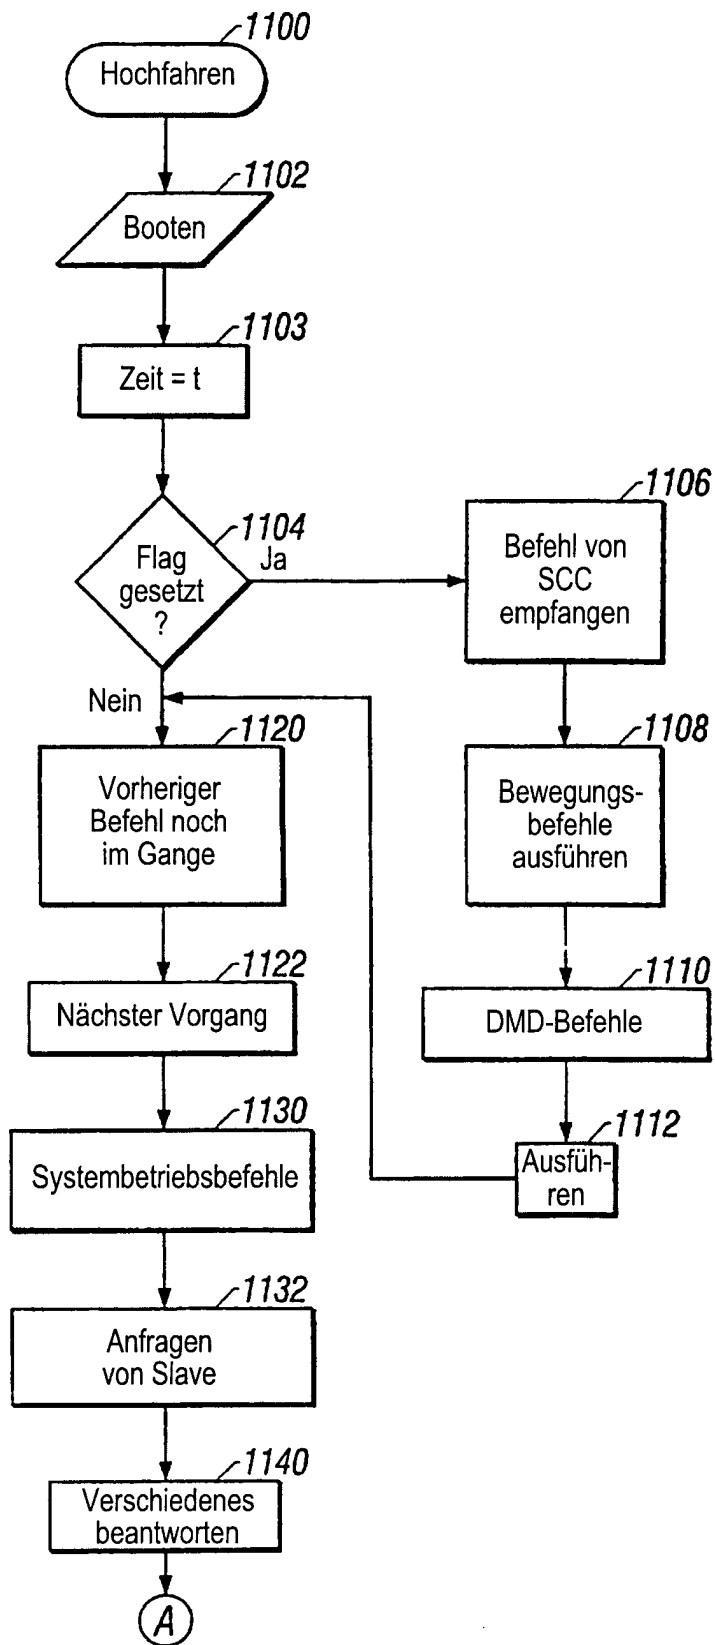 1100
Hochfahren
1102
Booten
1103
Zeit = t
1104
Flag
gesetzt
?
Ja
Nein
1106
Befehl von
SCC
empfangen
1108
Bewegungs-
befehle
ausführen
1110
DMD-Befehle
1112
Ausfüh-
ren
1120
Vorheriger
Befehl noch
im Gange
1122
Nächster Vorgang
1130
Systembetriebsbefehle
1132
Anfragen
von Slave
1140
Verschiedenes
beantworten
A